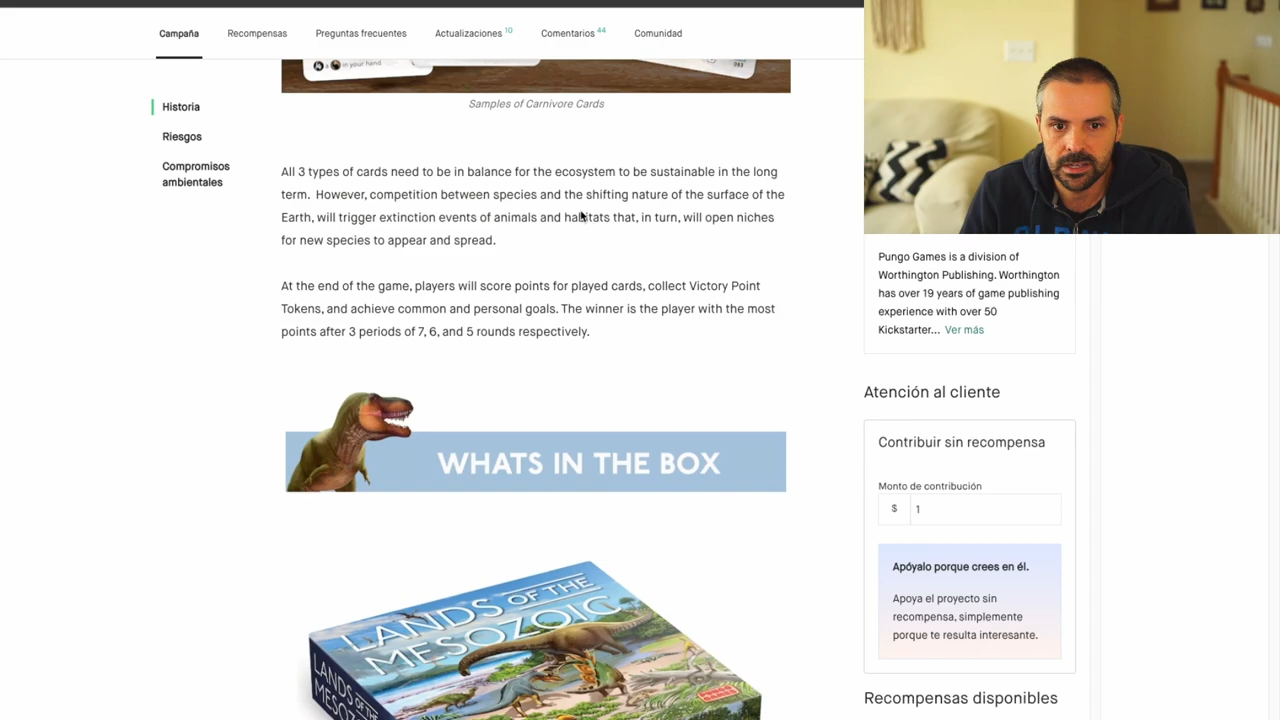 Campaña
Recompensas
Preguntas frecuentes
Actualizaciones 10
Comentarios 44
Comunidad
in your hand
Samples of Carnivore Cards
Historia
Riesgos
Compromisos
ambientales
All 3 types of cards need to be in balance for the ecosystem to be sustainable in the long
term. However, competition between species and the shifting nature of the surface of the
Earth, will trigger extinction events of animals and habitats that, in turn, will open niches
for new species to appear and spread.
At the end of the game, players will score points for played cards, collect Victory Point
Tokens, and achieve common and personal goals. The winner is the player with the most
points after 3 periods of 7, 6, and 5 rounds respectively.
WHATS IN THE BOX
LANDS OF THE
MESOZOIC
LANDS OF THE
Pungo Games is a division of
Worthington Publishing. Worthington
has over 19 years of game publishing
experience with over 50
Kickstarter... Ver más
Atención al cliente
Contribuir sin recompensa
Monto de contribución
$ 1
Apóyalo porque crees en él.
Apoya el proyecto sin
recompensa, simplemente
porque te resulta interesante.
Recompensas disponibles